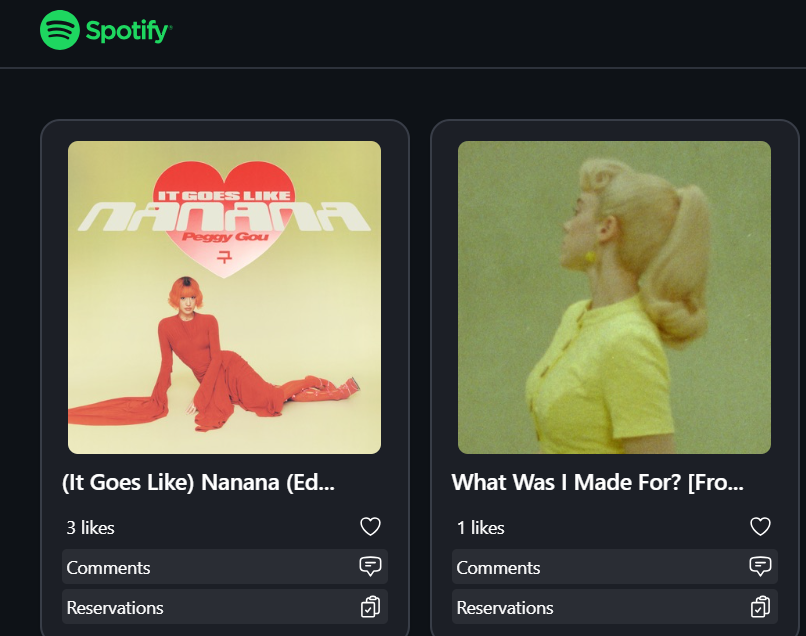 Spotify®
IT GOES LIKE
NANANA
Peggy Gou
구
(It Goes Like) Nanana (Ed...
3 likes
Comments
Reservations
What Was I Made For? [Fro...
1 likes
Comments
Reservations